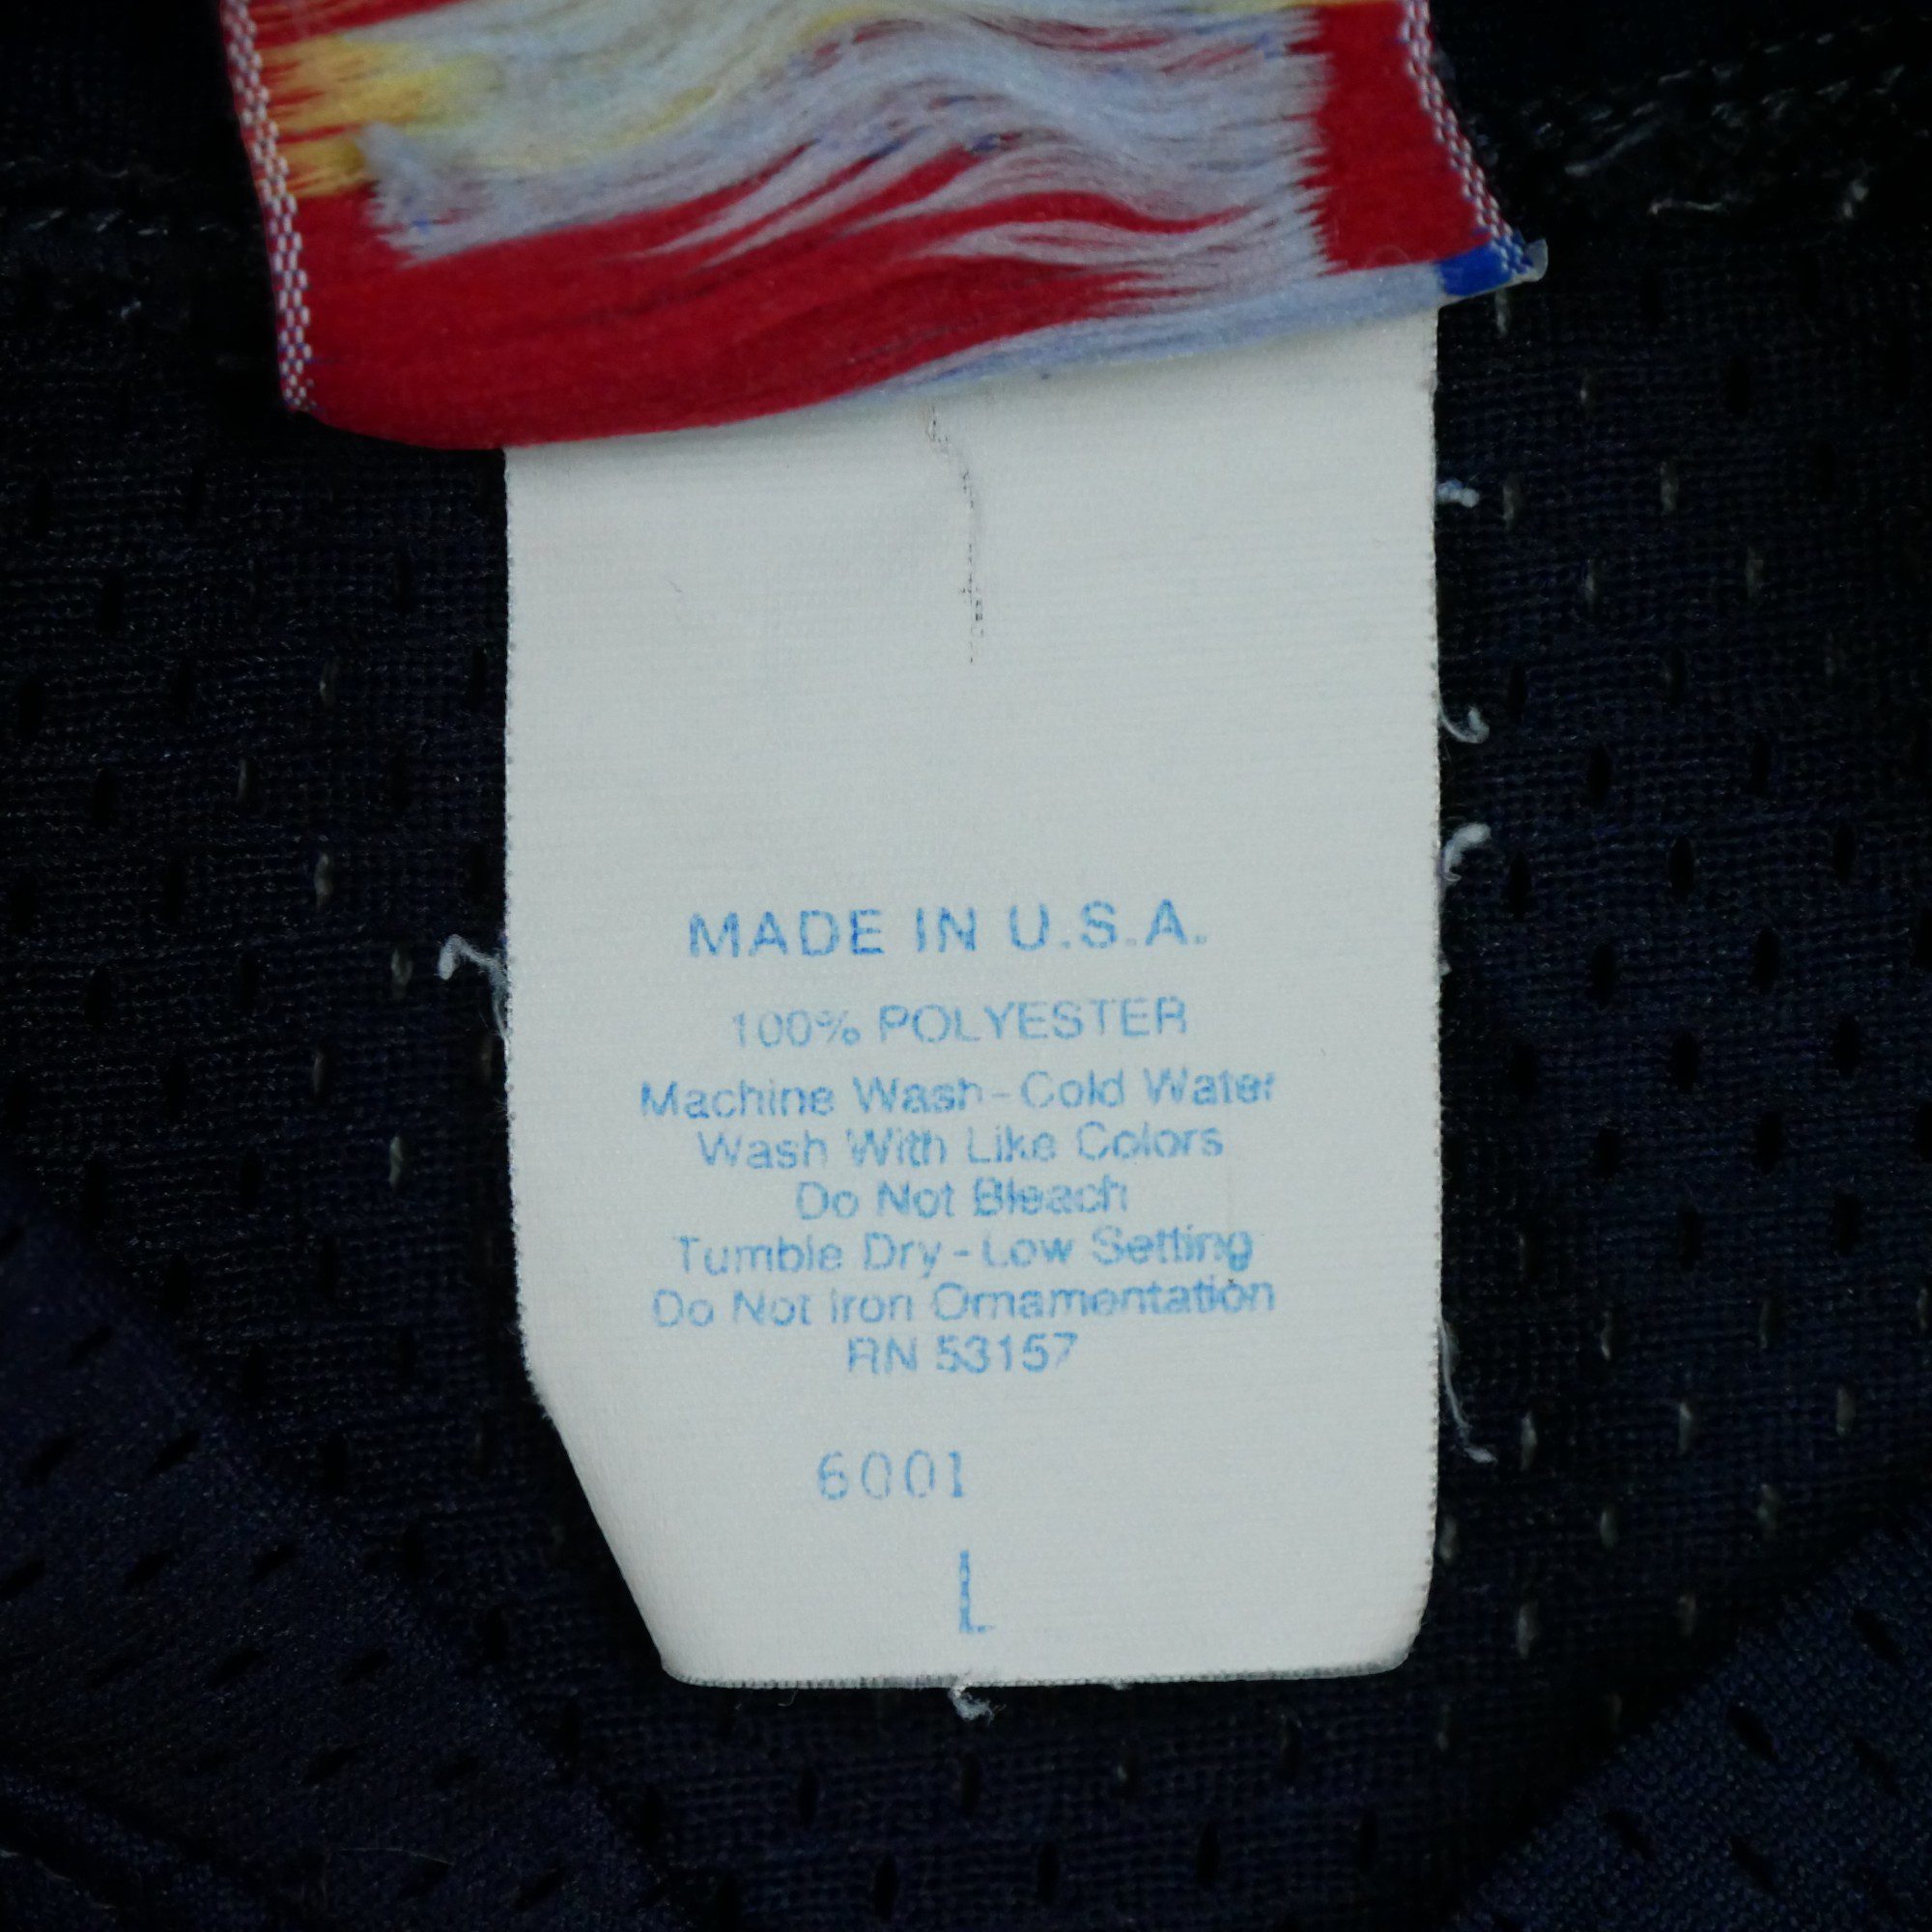 MADE IN U.S.A.
100% POLYESTER
Machine Wash-Cold Water
Wash With Like Colors
Do Not Bleach
Tumble Dry-Low Setting
Do Not Iron Ornamentation
RN 53157
6001
L